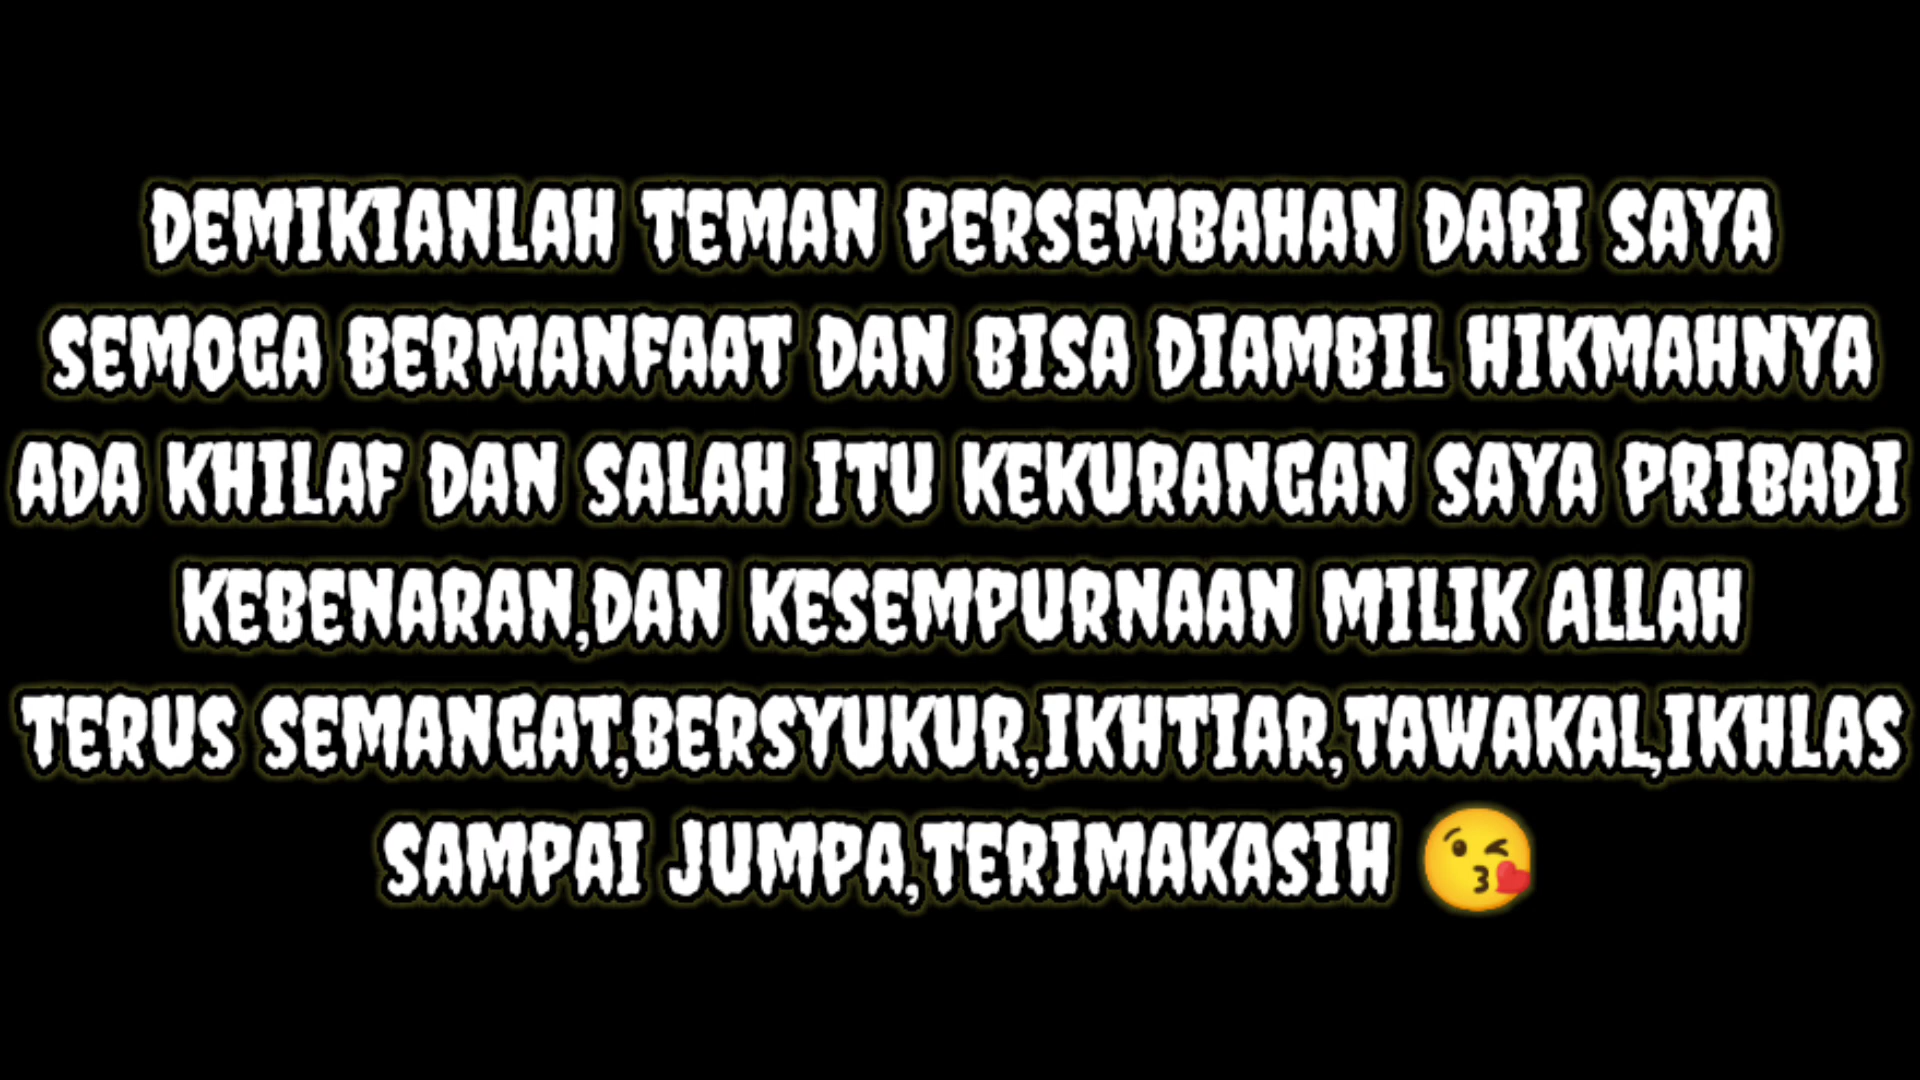 DEMIKIANLAH TEMAN PERSEMBAHAN DARI SAYA
SEMOGA BERMANFAAT DAN BISA DIAMBIL HIKMAHNYA
ADA KHILAF DAN SALAH ITU KEKURANGAN SAYA PRIBADI
KEBENARAN,DAN KESEMPURNAAN MILIK ALLAH
TERUS SEMANGAT,BERSYUKUR,IKHTIAR,TAWAKAL,IKHLAS
SAMPAI JUMPA,TERIMAKASIH 😘